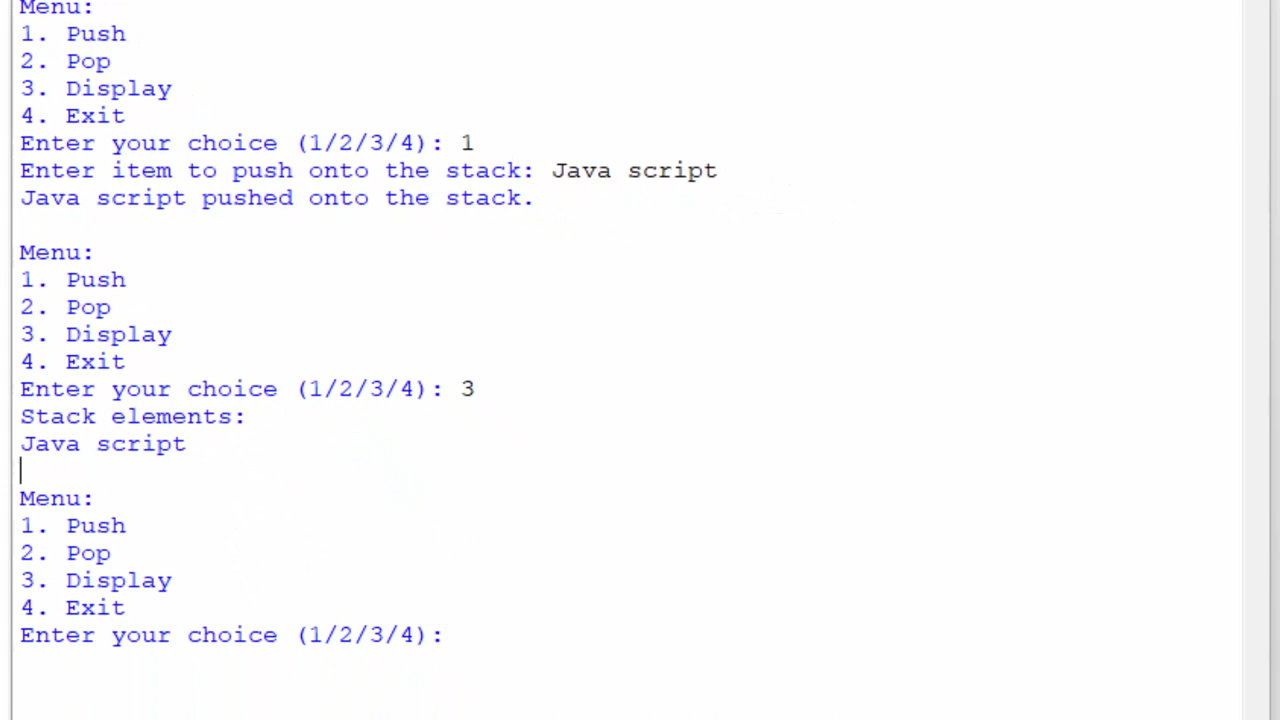 Menu:
1. Push
2. Pop
3. Display
4. Exit
Enter your choice (1/2/3/4): 1
Enter item to push onto the stack: Java script
Java script pushed onto the stack.
Menu:
1. Push
2. Pop
3. Display
4. Exit
Enter your choice (1/2/3/4): 3
Stack elements:
Java script
Menu:
1. Push
2. Pop
3. Display
4. Exit
Enter your choice (1/2/3/4):